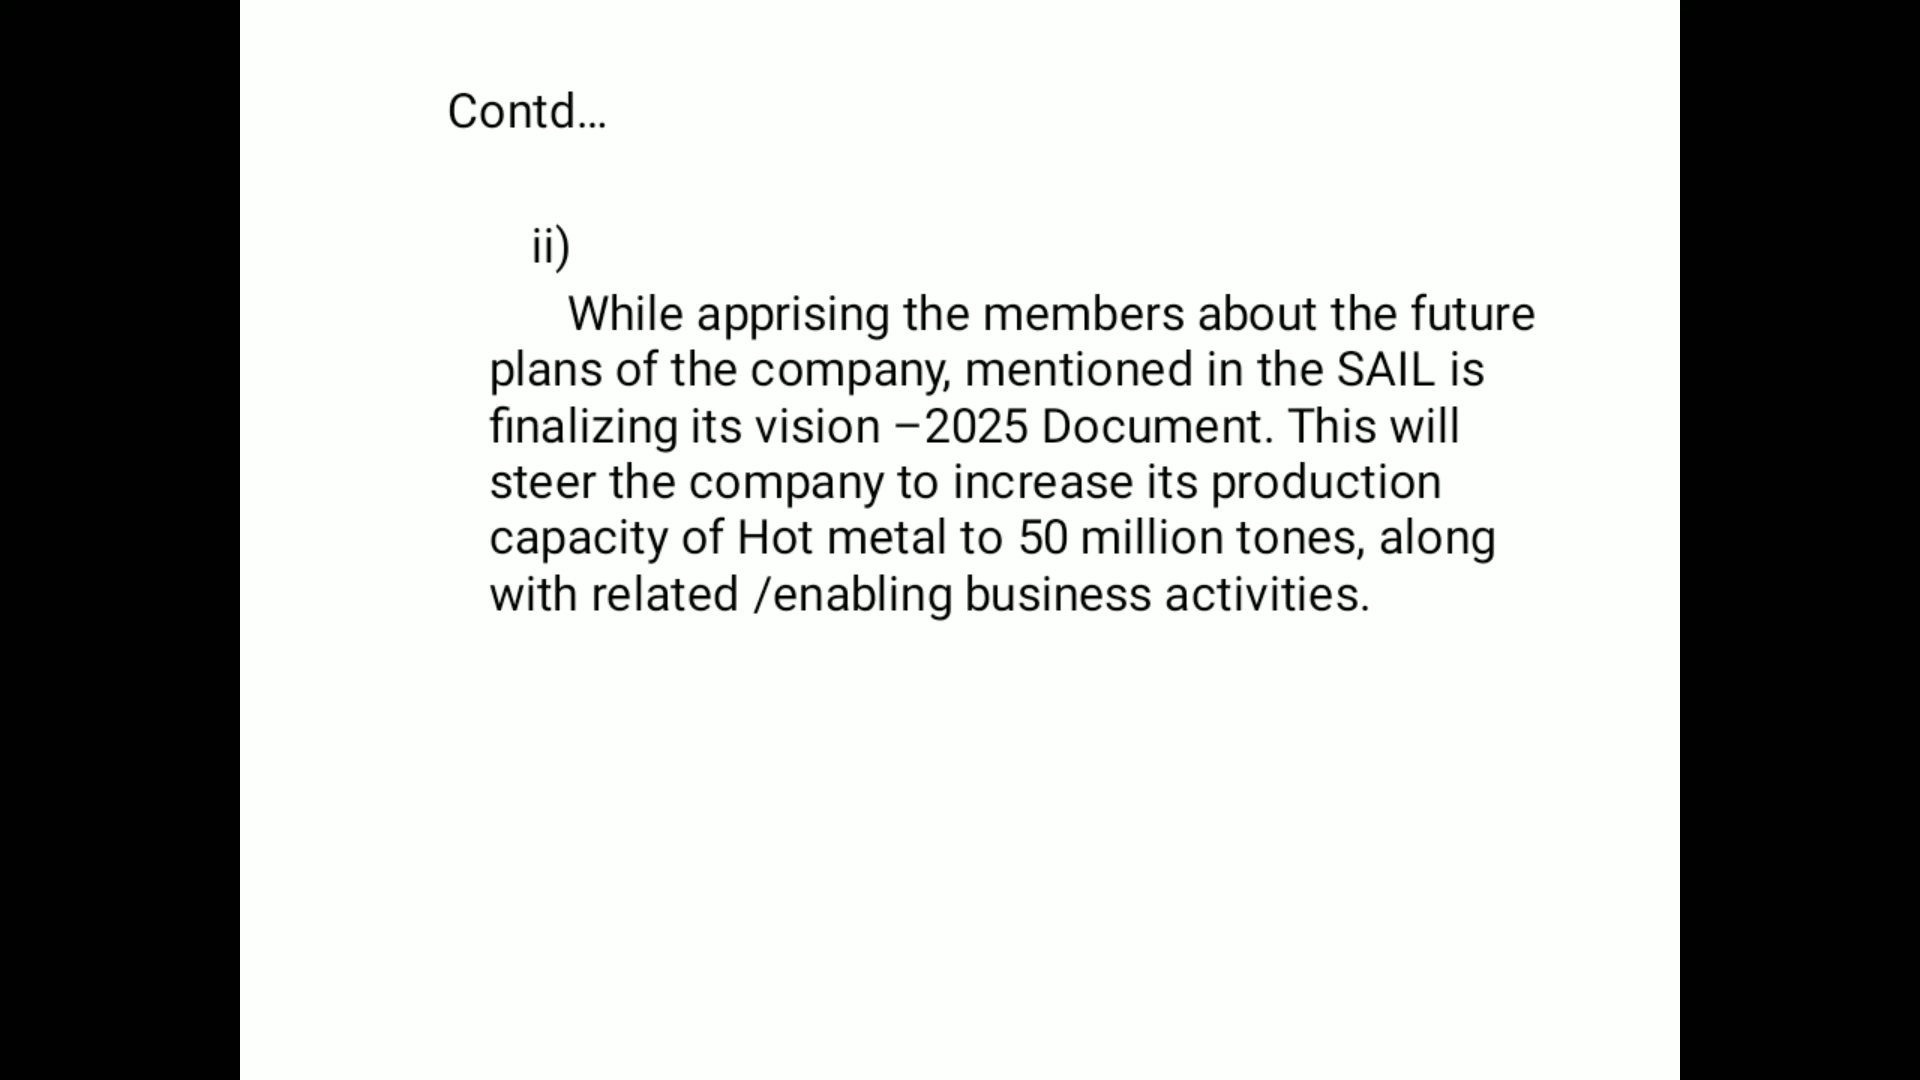 Contd...
ii)
While apprising the members about the future
plans of the company, mentioned in the SAIL is
finalizing its vision –2025 Document. This will
steer the company to increase its production
capacity of Hot metal to 50 million tones, along
with related /enabling business activities.